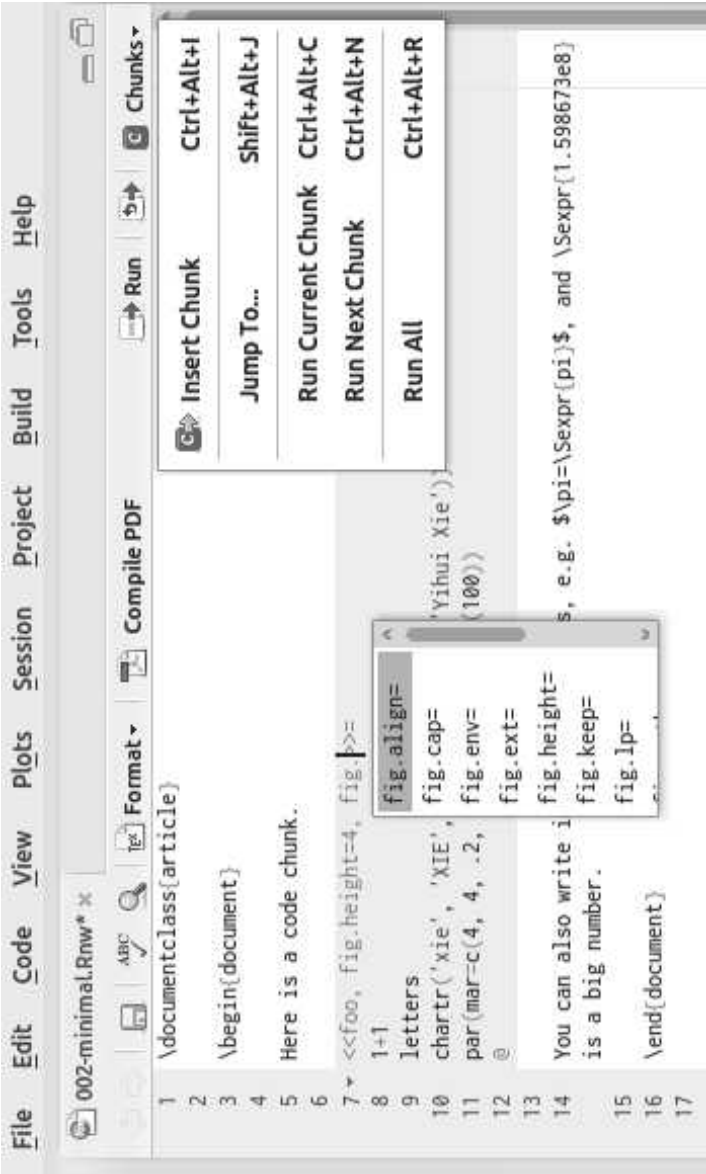 File Edit Code View Plots Session Project Build Tools Help
002-minimal.Rnw* ×
ABC TEX Format Compile PDF Run C Chunks
1 \documentclass{article}
2
3 \begin{document}
4
5 Here is a code chunk.
6
7 <<foo, fig.height=4, fig.>>=
8 1+1
9 letters
10 chartr('xie', 'XIE', 'Yihui Xie')
11 par(mar=c(4, 4, .2, (100))
12 @
13
14 You can also write i s, e.g. $\pi=\Sexpr{pi}$, and \Sexpr{1.598673e8}
is a big number.
15
16 \end{document}
17
fig.align=
fig.cap=
fig.env=
fig.ext=
fig.height=
fig.keep=
fig.lp=
C Insert Chunk Ctrl+Alt+I
Jump To... Shift+Alt+J
Run Current Chunk Ctrl+Alt+C
Run Next Chunk Ctrl+Alt+N
Run All Ctrl+Alt+R